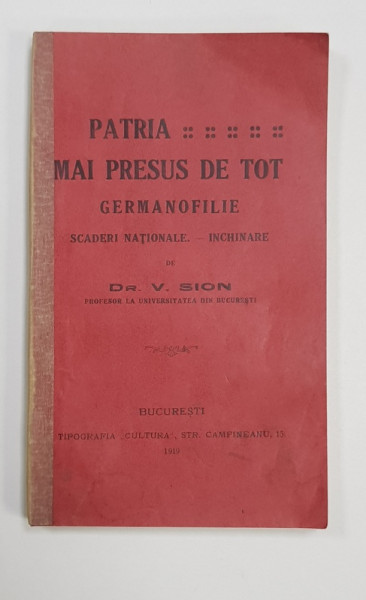 PATRIA
MAI PRESUS DE TOT
GERMANOFILIE
SCADERI NAȚIONALE. – INCHINARE
DE
DR. V. SION
PROFESOR LA UNIVERSITATEA DIN BUCUREȘTI
BUCUREȘTI
TIPOGRAFIA „CULTURA", STR. CAMPINEANU, 15